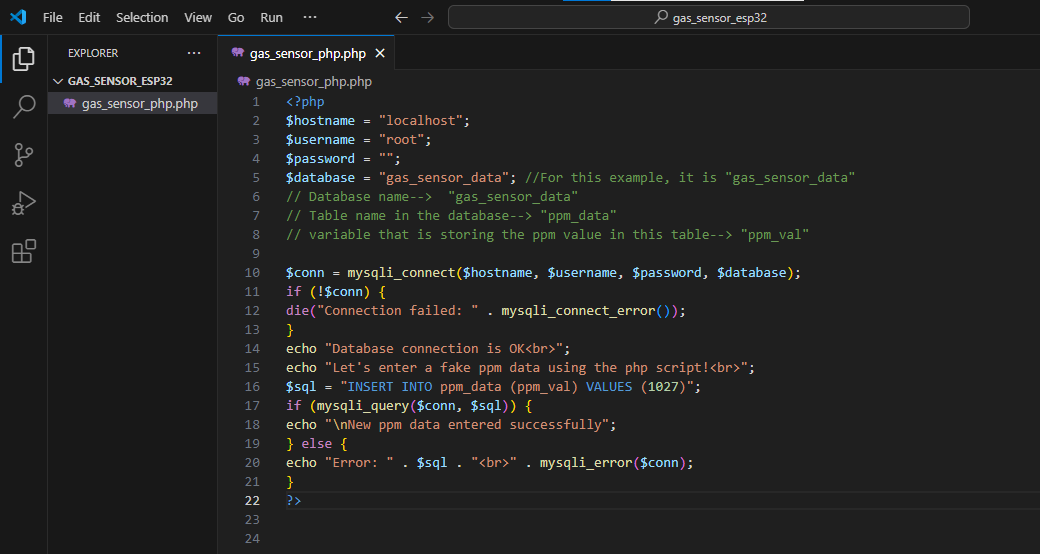 File Edit Selection View Go Run ··· ← → gas_sensor_esp32
EXPLORER ···
GAS_SENSOR_ESP32
gas_sensor_php.php
gas_sensor_php.php ×
gas_sensor_php.php
1 <?php
2 $hostname = "localhost";
3 $username = "root";
4 $password = "";
5 $database = "gas_sensor_data"; //For this example, it is "gas_sensor_data"
6 // Database name-->  "gas_sensor_data"
7 // Table name in the database--> "ppm_data"
8 // variable that is storing the ppm value in this table--> "ppm_val"
9
10 $conn = mysqli_connect($hostname, $username, $password, $database);
11 if (!$conn) {
12 die("Connection failed: " . mysqli_connect_error());
13 }
14 echo "Database connection is OK<br>";
15 echo "Let's enter a fake ppm data using the php script!<br>";
16 $sql = "INSERT INTO ppm_data (ppm_val) VALUES (1027)";
17 if (mysqli_query($conn, $sql)) {
18 echo "\nNew ppm data entered successfully";
19 } else {
20 echo "Error: " . $sql . "<br>" . mysqli_error($conn);
21 }
22 ?>
23
24